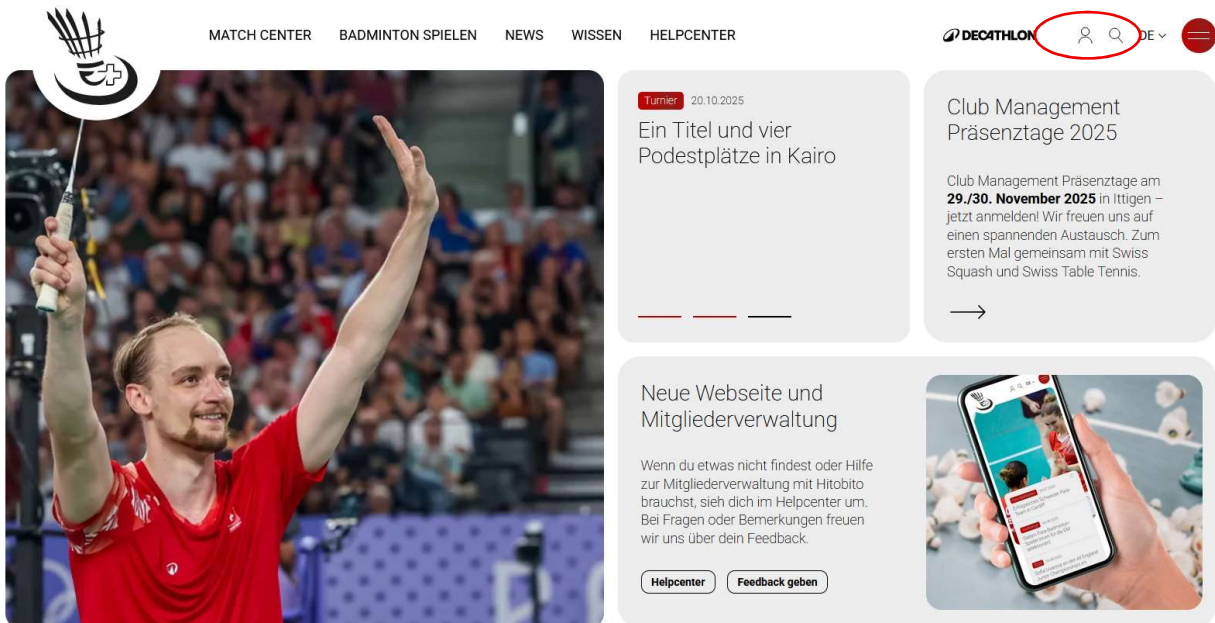 MATCH CENTER BADMINTON SPIELEN NEWS WISSEN HELPCENTER DECATHLON DE
Turnier 20.10.2025
Ein Titel und vier
Podestplätze in Kairo
Club Management
Präsenztage 2025
Club Management Präsenztage am
29./30. November 2025 in Ittigen –
jetzt anmelden! Wir freuen uns auf
einen spannenden Austausch. Zum
ersten Mal gemeinsam mit Swiss
Squash und Swiss Table Tennis.
Neue Webseite und
Mitgliederverwaltung
Wenn du etwas nicht findest oder Hilfe
zur Mitgliederverwaltung mit Hitobito
brauchst, sieh dich im Helpcenter um.
Bei Fragen oder Bemerkungen freuen
wir uns über dein Feedback.
Helpcenter Feedback geben